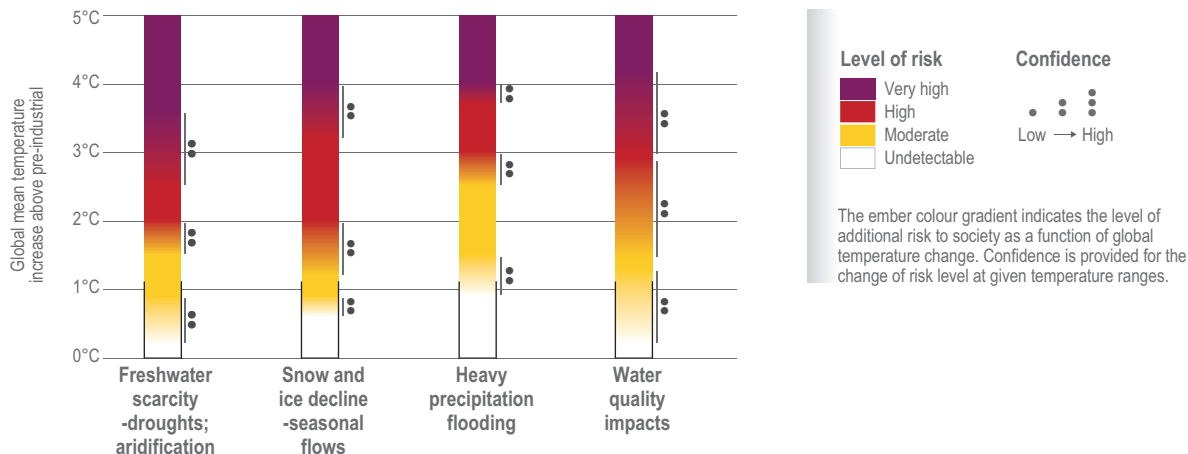 Global mean temperature
increase above pre-industrial
5°C
4°C
3°C
2°C
1°C
0°C
Freshwater
scarcity
-droughts;
aridification
Snow and
ice decline
-seasonal
flows
Heavy
precipitation
flooding
Water
quality
impacts
Level of risk
Very high
High
Moderate
Undetectable
Confidence
Low → High
The ember colour gradient indicates the level of
additional risk to society as a function of global
temperature change. Confidence is provided for the
change of risk level at given temperature ranges.